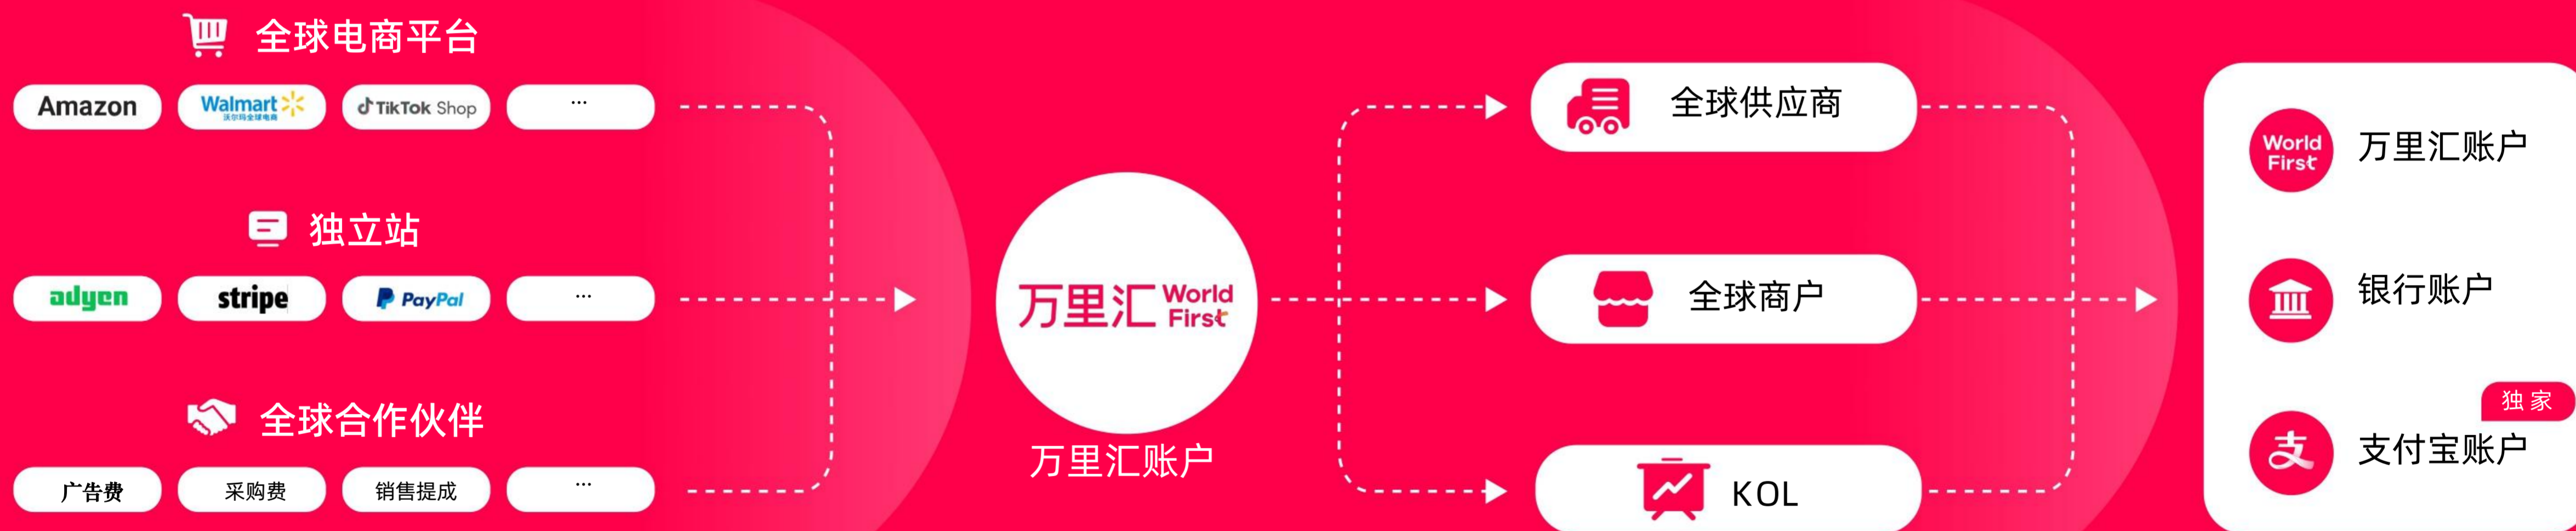 全球电商平台
Amazon
Walmart
沃尔玛全球电商
TikTok Shop
...
独立站
adyen
stripe
PayPal
...
全球合作伙伴
广告费
采购费
销售提成
...
万里汇 World First
万里汇账户
全球供应商
全球商户
KOL
World
First
万里汇账户
银行账户
独家
支
支付宝账户